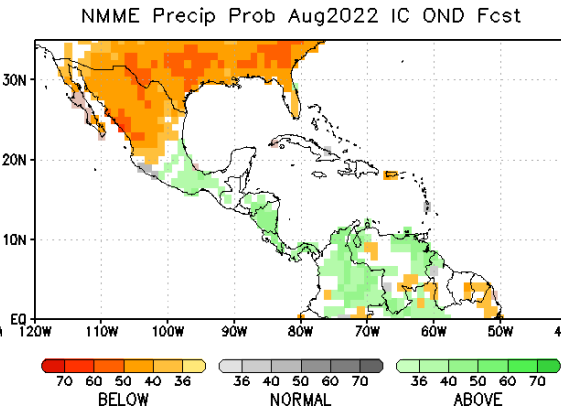 NMME Precip Prob Aug2022 IC OND Fcst
30N
20N
10N
EQ
120W 110W 100W 90W 80W 70W 60W 50W 4
70 60 50 40 36 36 40 50 60 70 36 40 50 60 70
BELOW NORMAL ABOVE